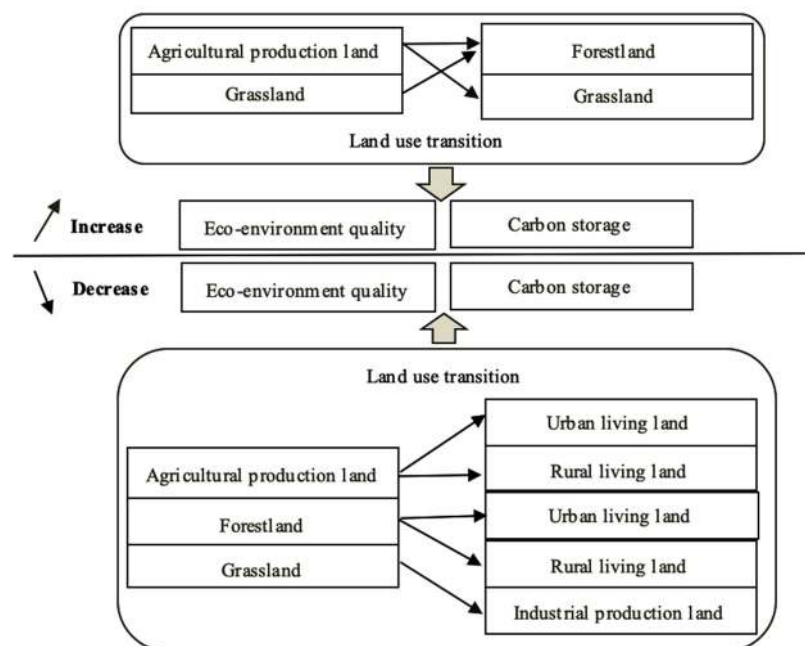 Agricultural production land
Forestland
Grassland
Grassland
Land use transition
Increase
Eco-environment quality
Carbon storage
Decrease
Eco-environment quality
Carbon storage
Land use transition
Urban living land
Agricultural production land
Rural living land
Forestland
Urban living land
Grassland
Rural living land
Industrial production land